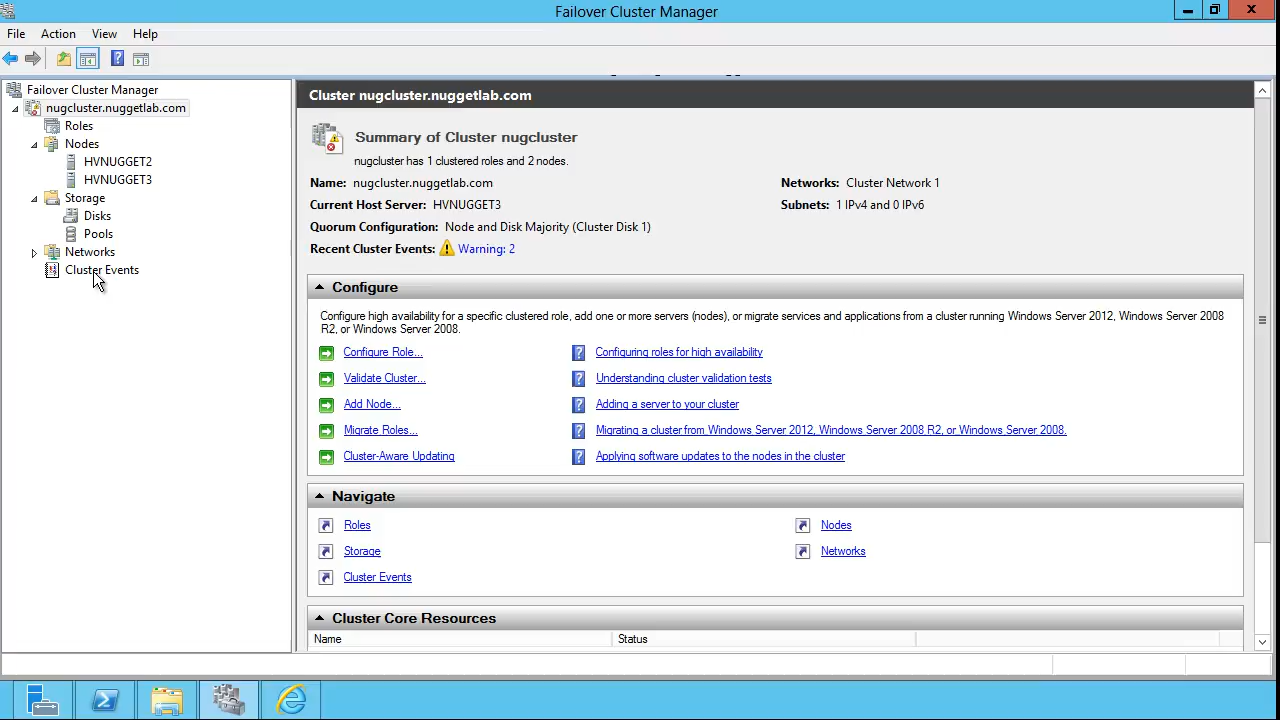 Failover Cluster Manager
File Action View Help
Failover Cluster Manager
nugcluster.nuggetlab.com
Roles
Nodes
HVNUGGET2
HVNUGGET3
Storage
Disks
Pools
Networks
Cluster Events
Cluster nugcluster.nuggetlab.com
Summary of Cluster nugcluster
nugcluster has 1 clustered roles and 2 nodes.
Name: nugcluster.nuggetlab.com
Networks: Cluster Network 1
Current Host Server: HVNUGGET3
Subnets: 1 IPv4 and 0 IPv6
Quorum Configuration: Node and Disk Majority (Cluster Disk 1)
Recent Cluster Events: Warning: 2
Configure
Configure high availability for a specific clustered role, add one or more servers (nodes), or migrate services and applications from a cluster running Windows Server 2012, Windows Server 2008
R2, or Windows Server 2008.
Configure Role...
Configuring roles for high availability
Validate Cluster...
Understanding cluster validation tests
Add Node...
Adding a server to your cluster
Migrate Roles...
Migrating a cluster from Windows Server 2012, Windows Server 2008 R2, or Windows Server 2008.
Cluster-Aware Updating
Applying software updates to the nodes in the cluster
Navigate
Roles
Nodes
Storage
Networks
Cluster Events
Cluster Core Resources
Name Status